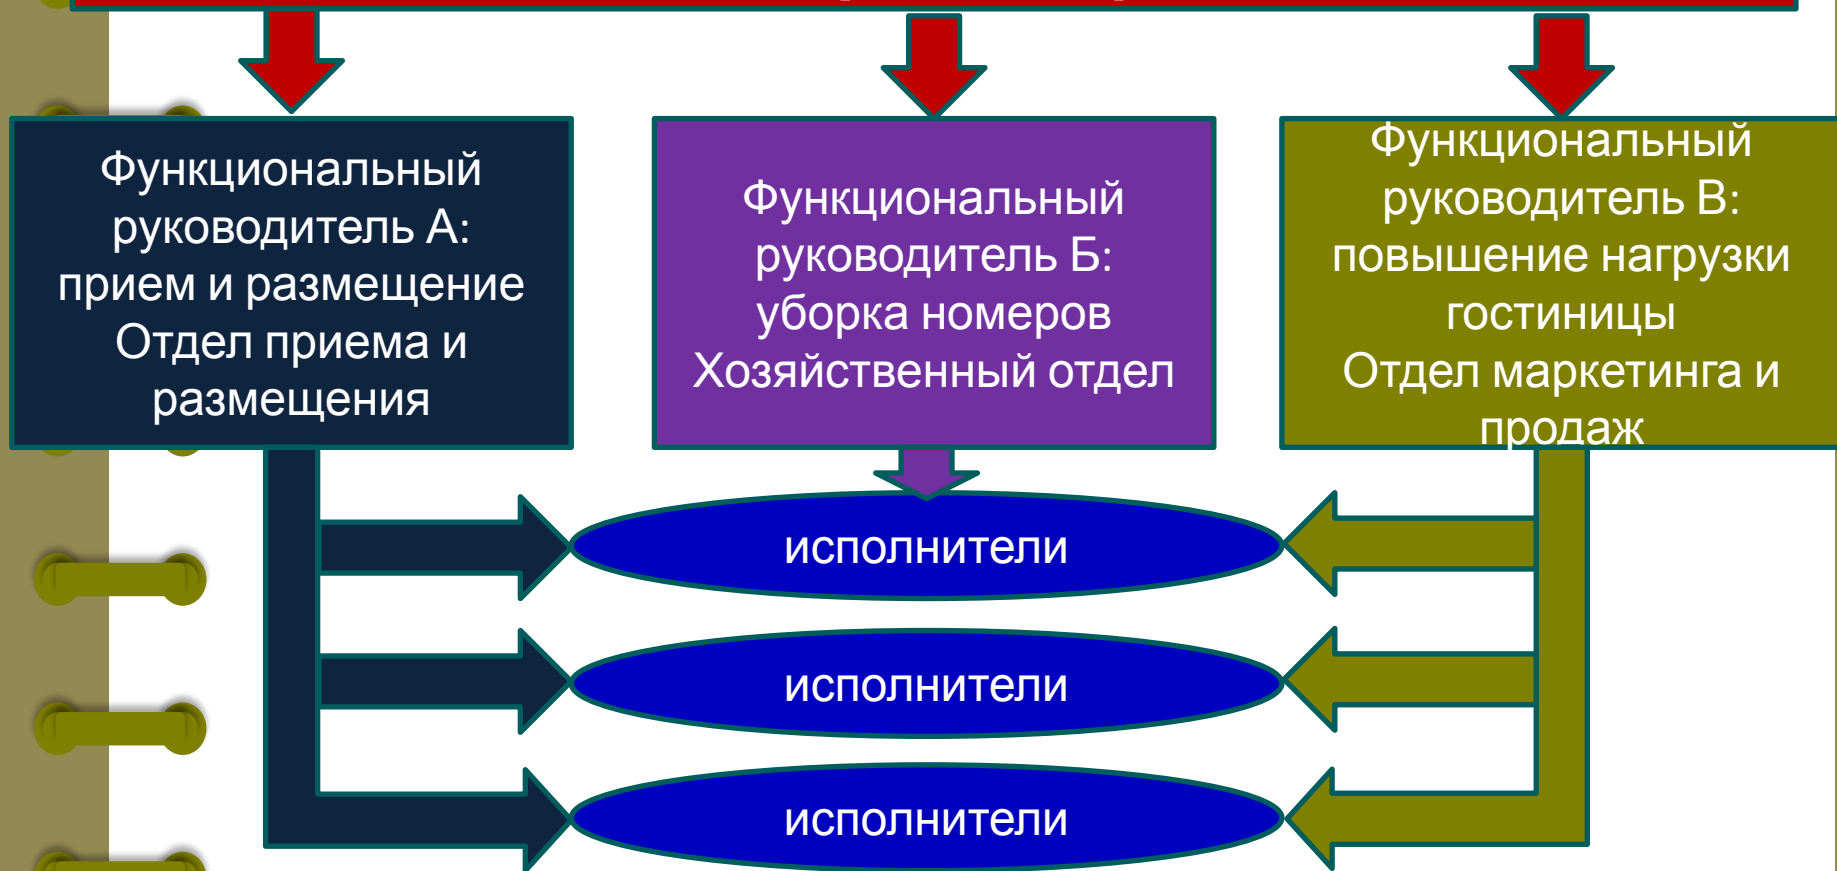 Функциональный
руководитель А:
прием и размещение
Отдел приема и
размещения
Функциональный
руководитель Б:
уборка номеров
Хозяйственный отдел
Функциональный
руководитель В:
повышение нагрузки
гостиницы
Отдел маркетинга и
продаж
исполнители
исполнители
исполнители